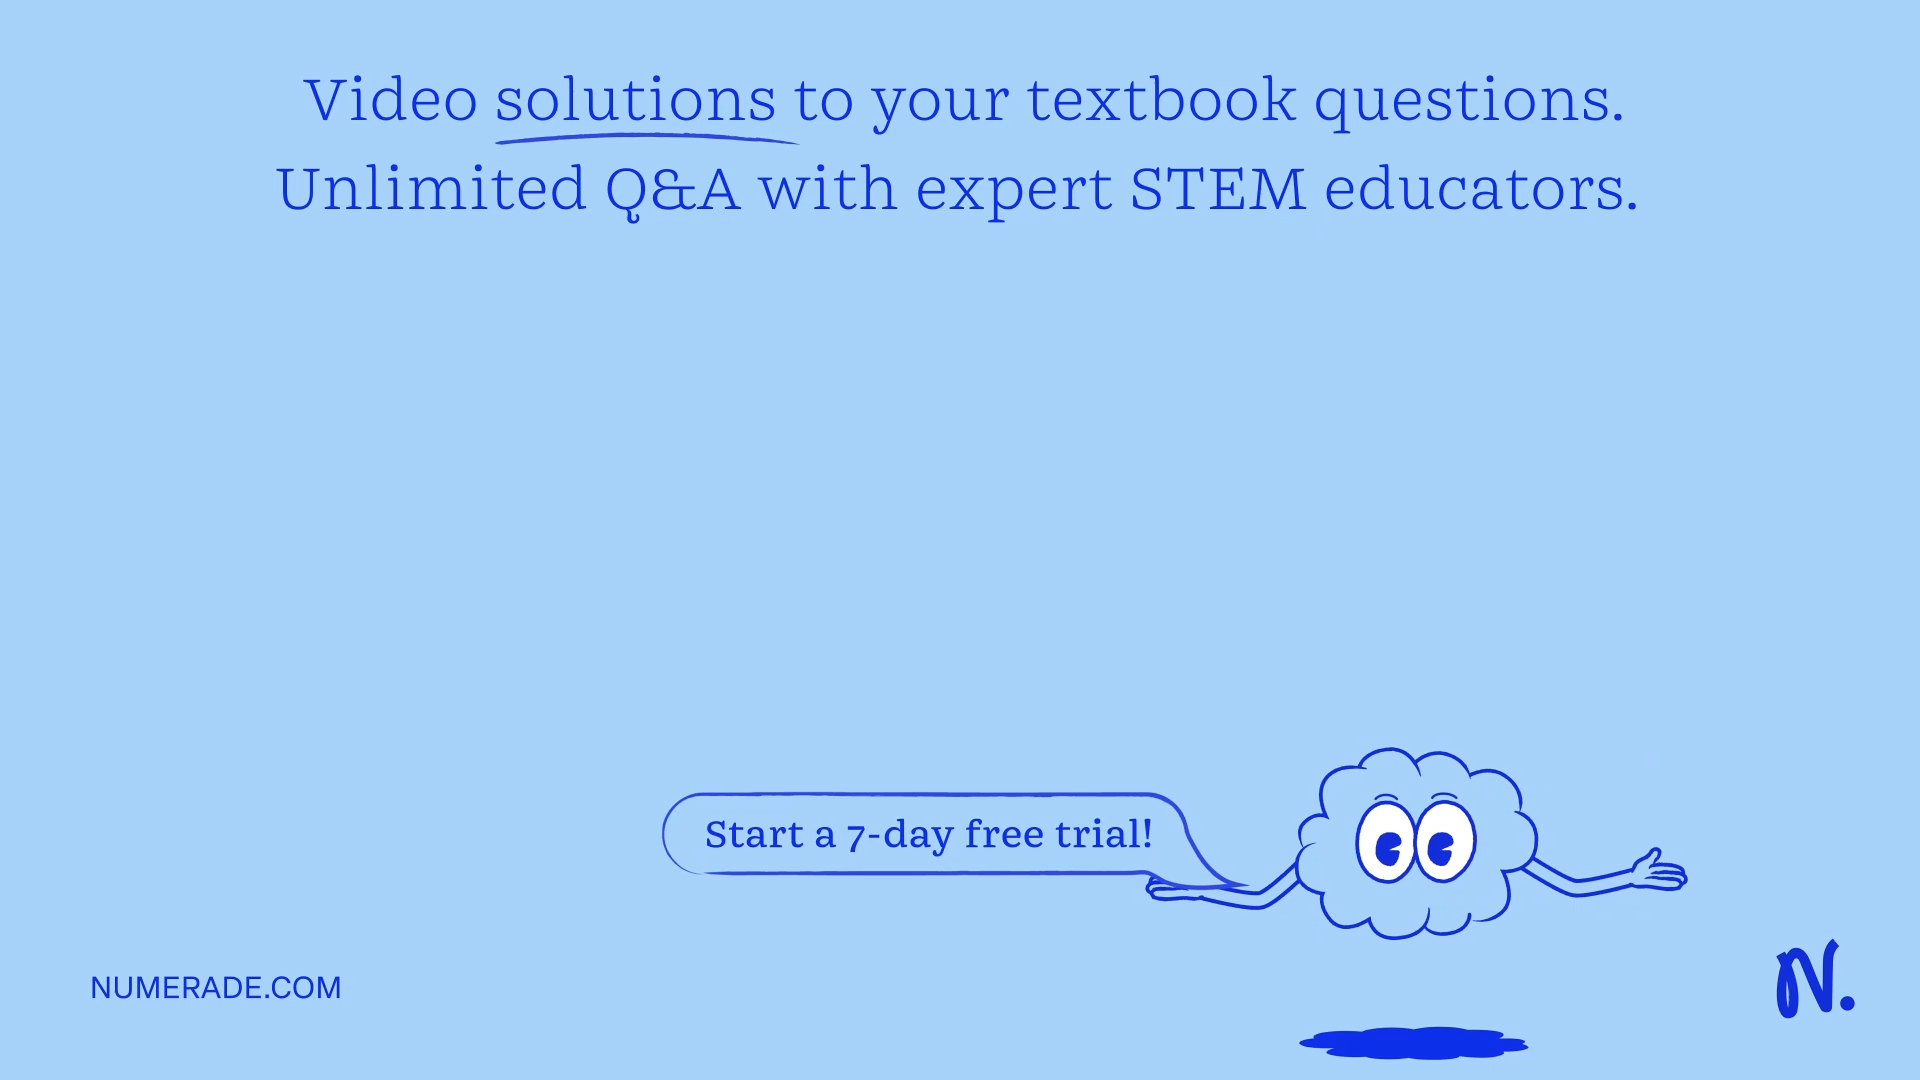 Video solutions to your textbook questions.
Unlimited Q&A with expert STEM educators.
Start a 7-day free trial!
NUMERADE.COM
N.